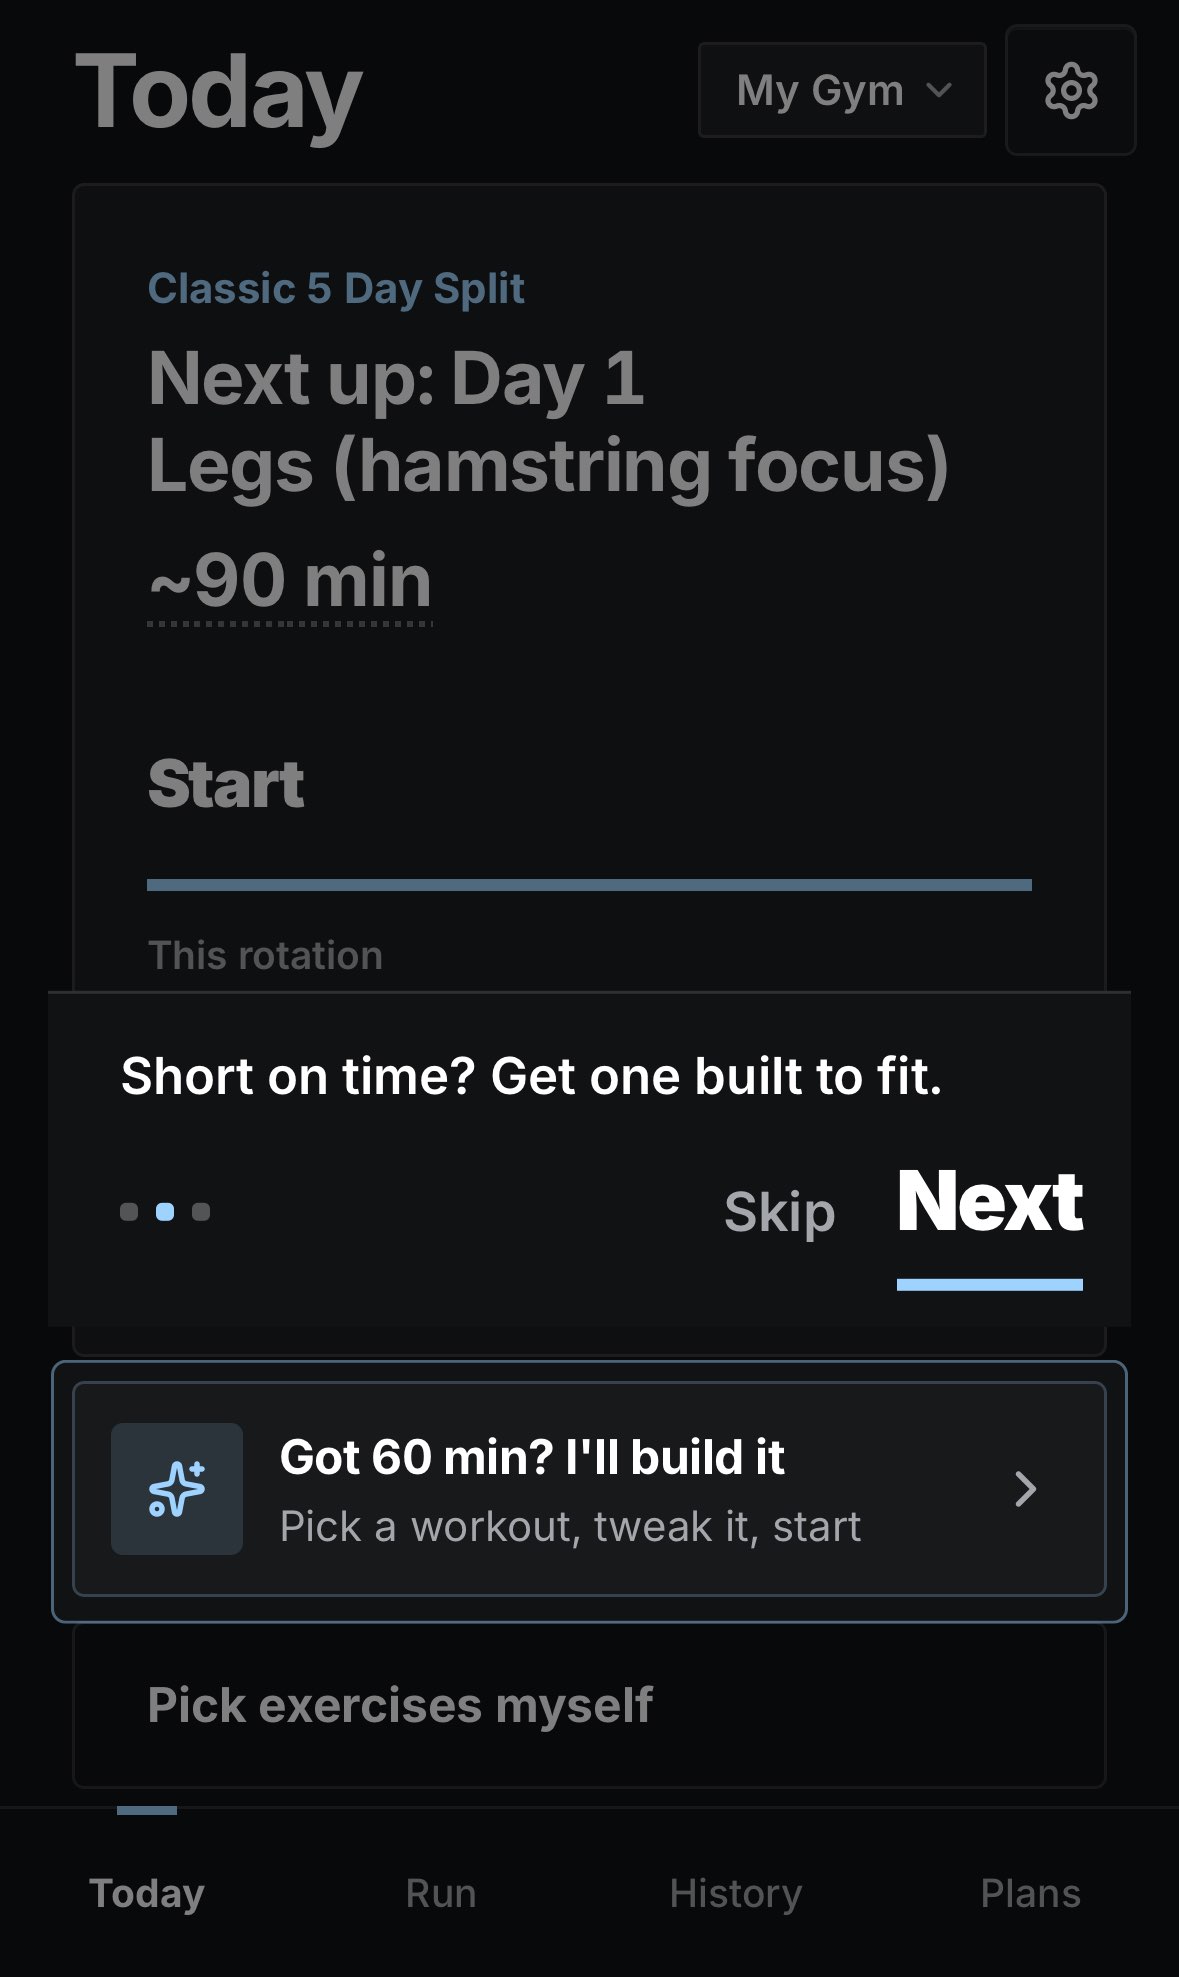 Today
My Gym
Classic 5 Day Split
Next up: Day 1
Legs (hamstring focus)
~90 min
Start
This rotation
Short on time? Get one built to fit.
Skip
Next
Got 60 min? I'll build it
Pick a workout, tweak it, start
Pick exercises myself
Today
Run
History
Plans